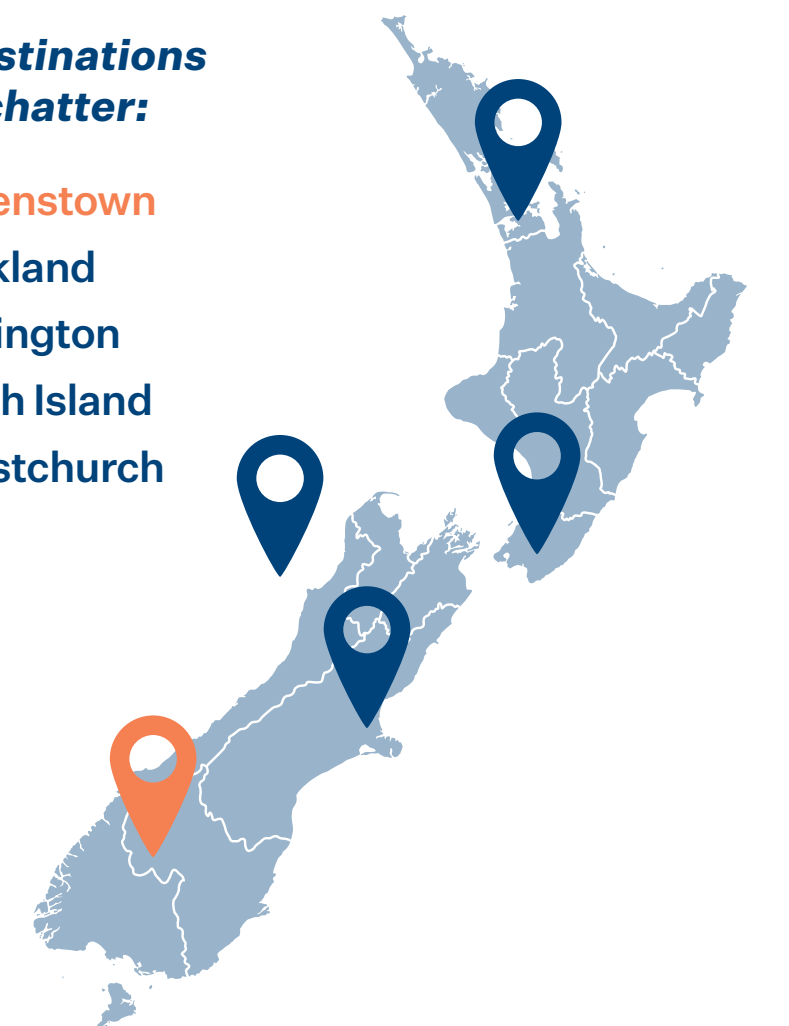 stinations
chatter:
enstown
kland
ington
h Island
stchurch